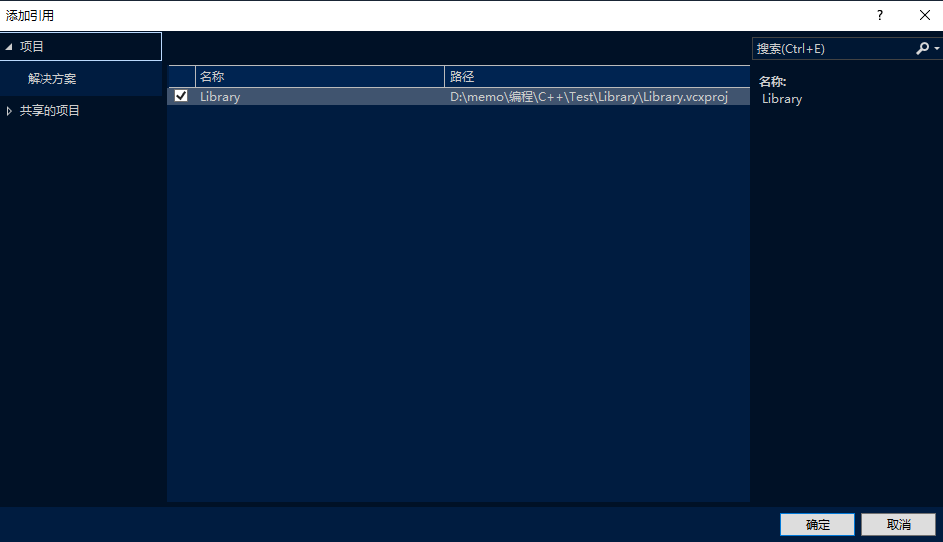 添加引用
?
项目
搜索(Ctrl+E)
解决方案
名称 路径
名称:
Library D:\memo\编程\C++\Test\Library\Library.vcxproj
Library
共享的项目
确定 取消